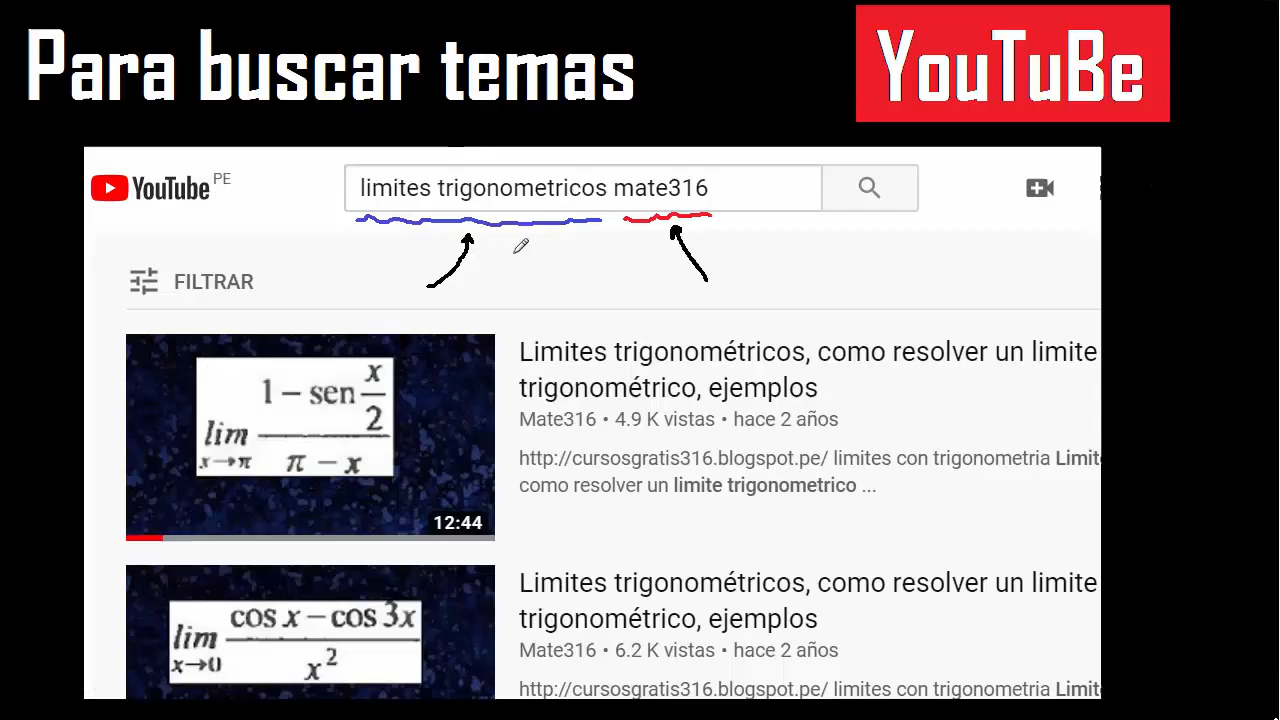 Para buscar temas
YouTuBe
YouTube PE
limites trigonometricos mate316
FILTRAR
1 − sen x/2
lim
x→π
π − x
12:44
Limites trigonométricos, como resolver un limite
trigonométrico, ejemplos
Mate316 • 4.9 K vistas • hace 2 años
http://cursosgratis316.blogspot.pe/ limites con trigonometria Limit
como resolver un limite trigonometrico ...
cos x − cos 3x
lim
x→0
x²
Limites trigonométricos, como resolver un limite
trigonométrico, ejemplos
Mate316 • 6.2 K vistas • hace 2 años
http://cursosgratis316.blogspot.pe/ limites con trigonometria Limit